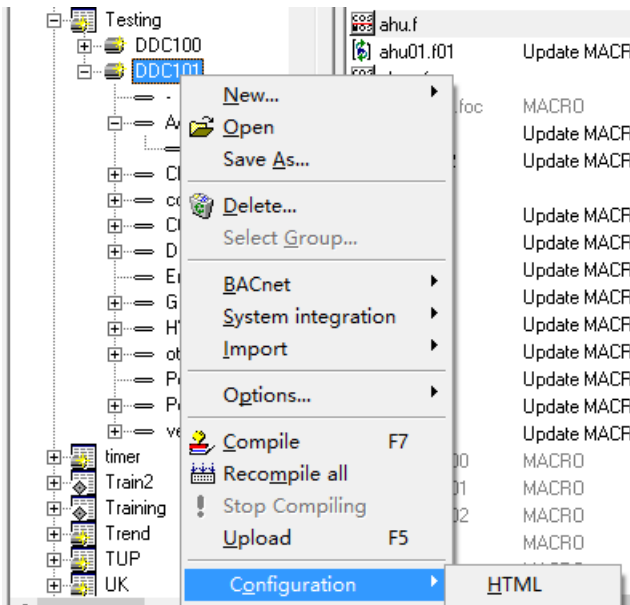 Testing
ahu.f
DDC100
ahu01.f01
Update MACR
DDC101
New...
.foc
MACRO
Open
Update MACR
Save As...
Update MACR
Delete...
Update MACR
Select Group...
Update MACR
Update MACR
BACnet
Update MACR
System integration
Update MACR
Import
Update MACR
Update MACR
Options...
Update MACR
Update MACR
Compile F7
timer
MACRO
Recompile all
Train2
MACRO
Training
Stop Compiling
MACRO
Trend
Upload F5
MACRO
TUP
UK
Configuration
HTML